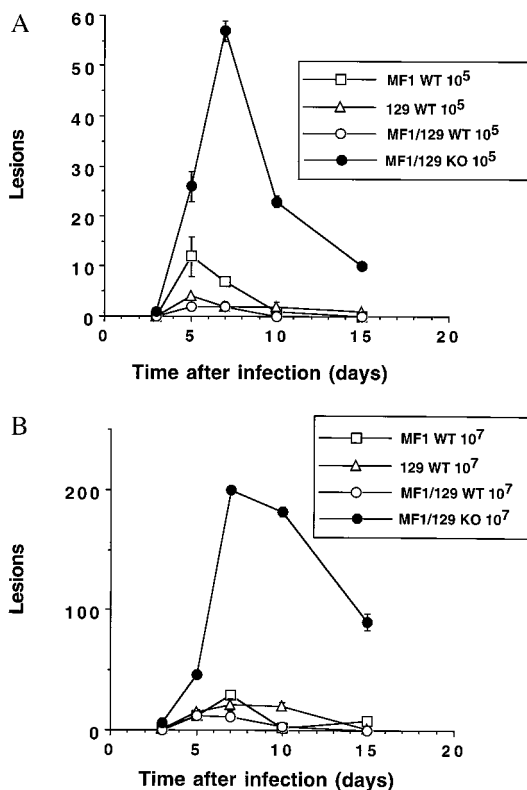 A
60
50
40
30
20
10
0
Lesions
MF1 WT 10⁵
129 WT 10⁵
MF1/129 WT 10⁵
MF1/129 KO 10⁵
0 5 10 15 20
Time after infection (days)
B
200
100
0
Lesions
MF1 WT 10⁷
129 WT 10⁷
MF1/129 WT 10⁷
MF1/129 KO 10⁷
0 5 10 15 20
Time after infection (days)